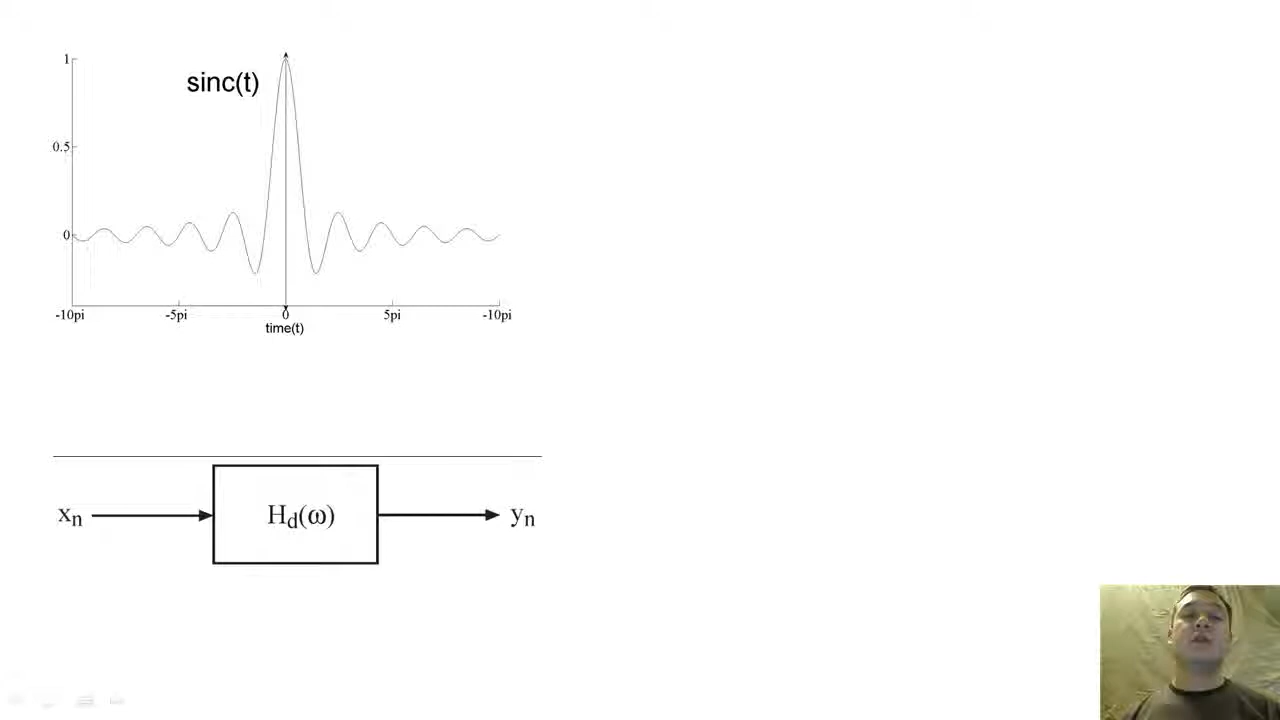 sinc(t)
1
0.5
0
-10pi -5pi 0 5pi -10pi
time(t)
xn Hd(ω) yn